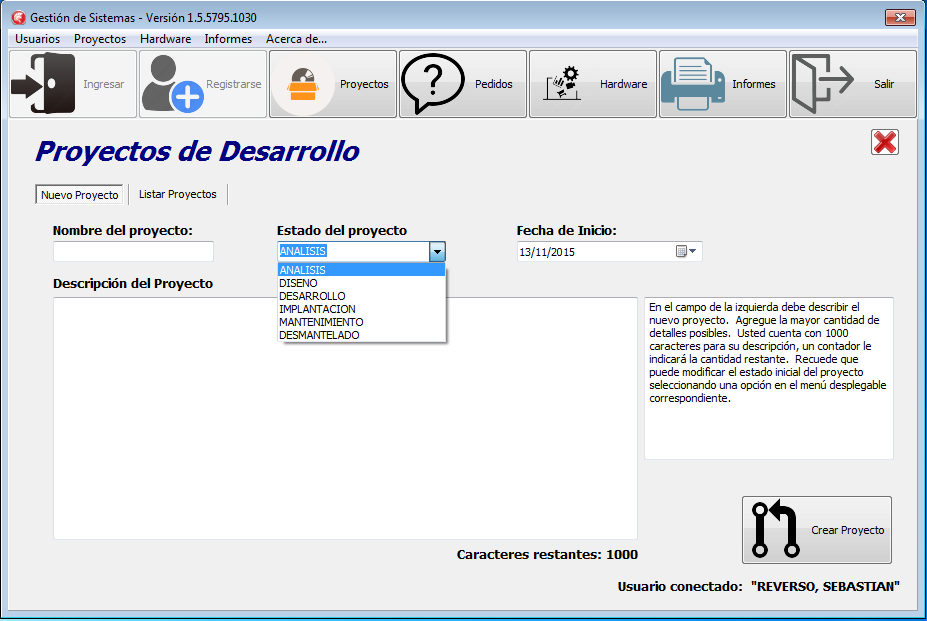 Gestión de Sistemas - Versión 1.5.5795.1030
Usuarios Proyectos Hardware Informes Acerca de...
Ingresar Registrarse Proyectos Pedidos Hardware Informes Salir
Proyectos de Desarrollo
Nuevo Proyecto Listar Proyectos
Nombre del proyecto: Estado del proyecto Fecha de Inicio:
ANALISIS 13/11/2015
ANALISIS
DISENO
DESARROLLO
IMPLANTACION
MANTENIMIENTO
DESMANTELADO
Descripción del Proyecto
En el campo de la izquierda debe describir el
nuevo proyecto. Agregue la mayor cantidad de
detalles posibles. Usted cuenta con 1000
caracteres para su descripción, un contador le
indicará la cantidad restante. Recuede que
puede modificar el estado inicial del proyecto
seleccionando una opción en el menú desplegable
correspondiente.
Crear Proyecto
Caracteres restantes: 1000
Usuario conectado: "REVERSO, SEBASTIAN"